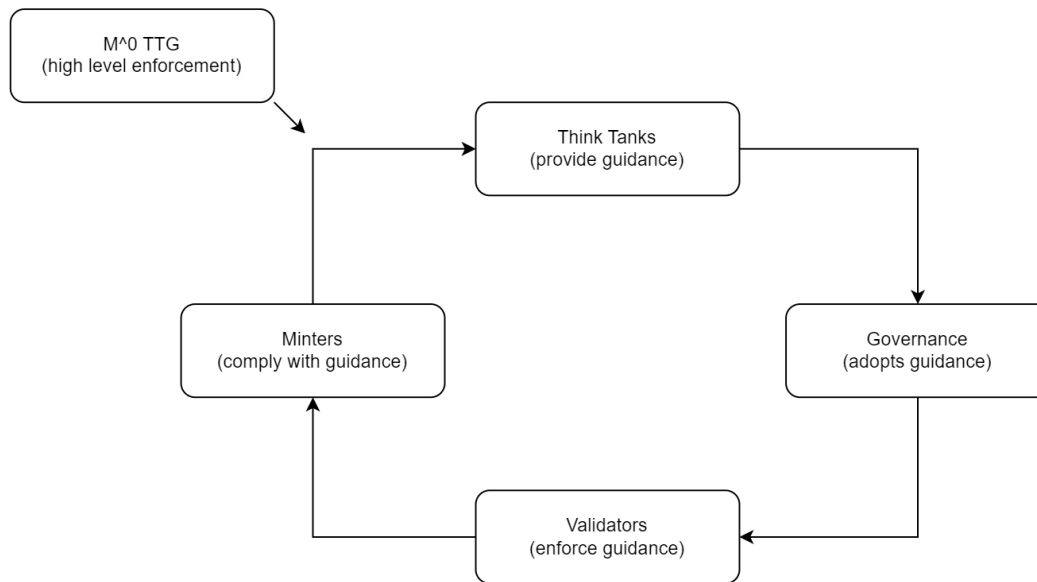 M^0 TTG
(high level enforcement)
Think Tanks
(provide guidance)
Minters
(comply with guidance)
Governance
(adopts guidance)
Validators
(enforce guidance)